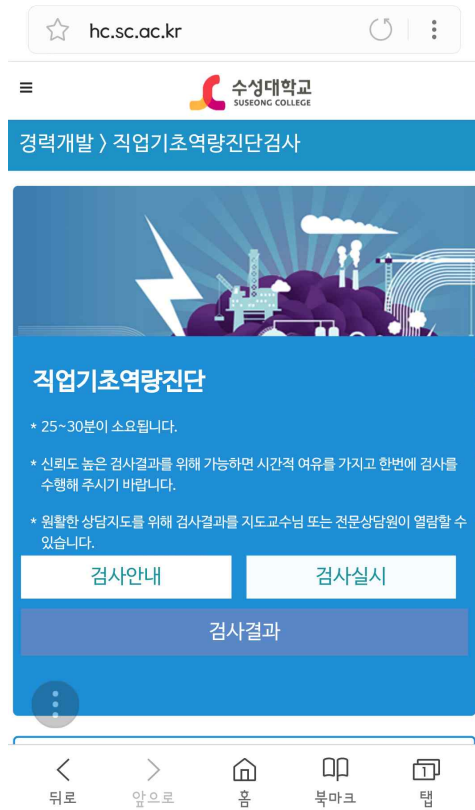 hc.sc.ac.kr
수성대학교
SUSEONG COLLEGE
경력개발 > 직업기초역량진단검사
직업기초역량진단
* 25~30분이 소요됩니다.
* 신뢰도 높은 검사결과를 위해 가능하면 시간적 여유를 가지고 한번에 검사를
수행해 주시기 바랍니다.
* 원활한 상담지도를 위해 검사결과를 지도교수님 또는 전문상담원이 열람할 수
있습니다.
검사안내 검사실시
검사결과
1
뒤로 앞으로 홈 북마크 탭